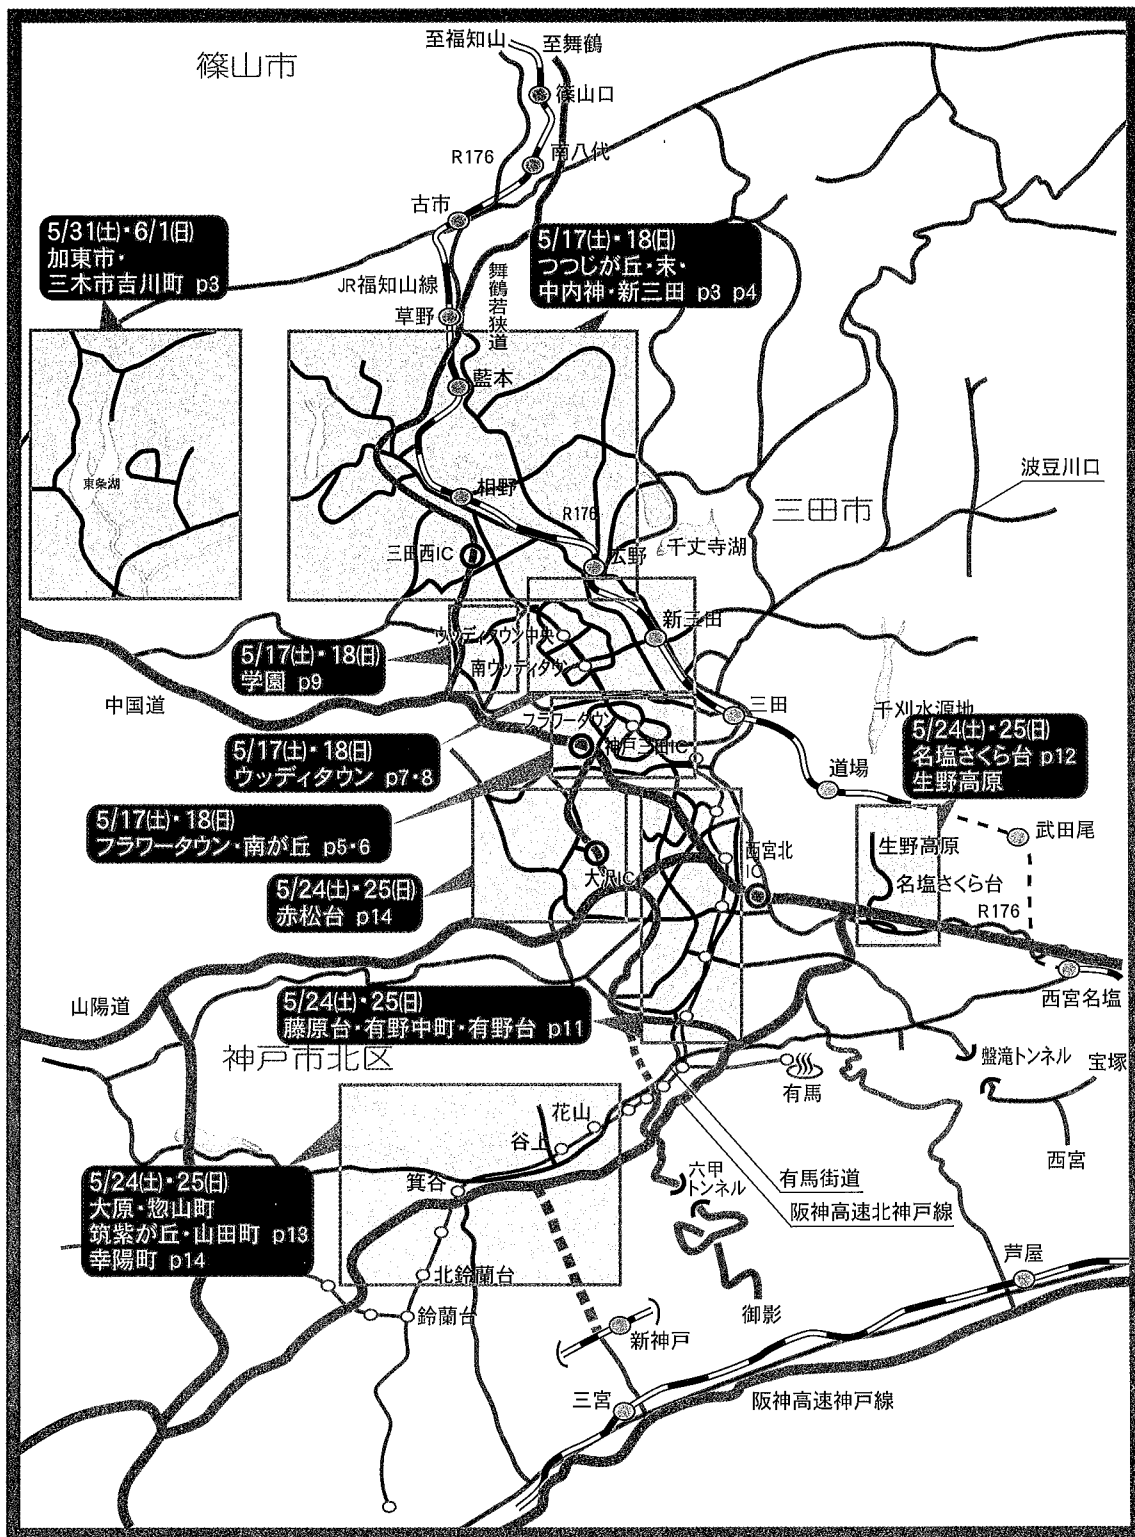 至福知山
至舞鶴
篠山市
篠山口
南八代
R176
古市
5/31(土)・6/1(日)
加東市・
三木市吉川町 p3
5/17(土)・18(日)
つつじが丘・末・
中内神・新三田 p3 p4
JR福知山線
舞鶴若狭道
草野
藍本
東条湖
相野
R176
波豆川口
三田市
千丈寺湖
三田西IC
広野
ウッディタウン中央
新三田
南ウッディタウン
5/17(土)・18(日)
学園 p9
中国道
フラワータウン
三田
千刈水源地
神戸三田IC
5/17(土)・18(日)
ウッディタウン p7・8
5/24(土)・25(日)
名塩さくら台 p12
生野高原
道場
5/17(土)・18(日)
フラワータウン・南が丘 p5・6
武田尾
生野高原
西宮北
IC
大沢IC
名塩さくら台
5/24(土)・25(日)
赤松台 p14
R176
西宮名塩
山陽道
5/24(土)・25(日)
藤原台・有野中町・有野台 p11
神戸市北区
盤滝トンネル
宝塚
有馬
花山
谷上
西宮
5/24(土)・25(日)
大原・惣山町
筑紫が丘・山田町 p13
幸陽町 p14
箕谷
六甲
トンネル
有馬街道
阪神高速北神戸線
北鈴蘭台
芦屋
鈴蘭台
御影
新神戸
三宮
阪神高速神戸線